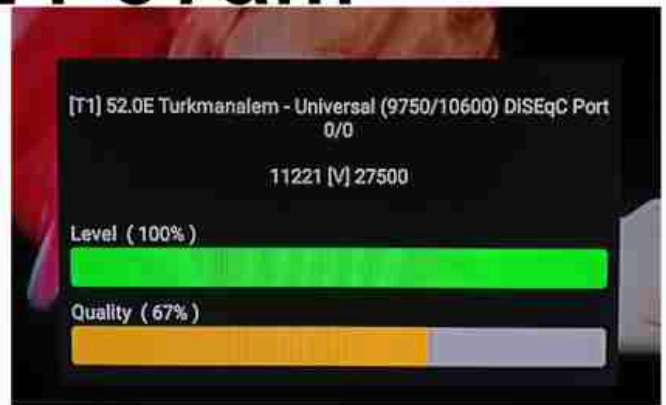 [T1] 52.0E Turkmanalem - Universal (9750/10600) DiSEqC Port
0/0
11221 [V] 27500
Level ( 100% )
Quality ( 67% )